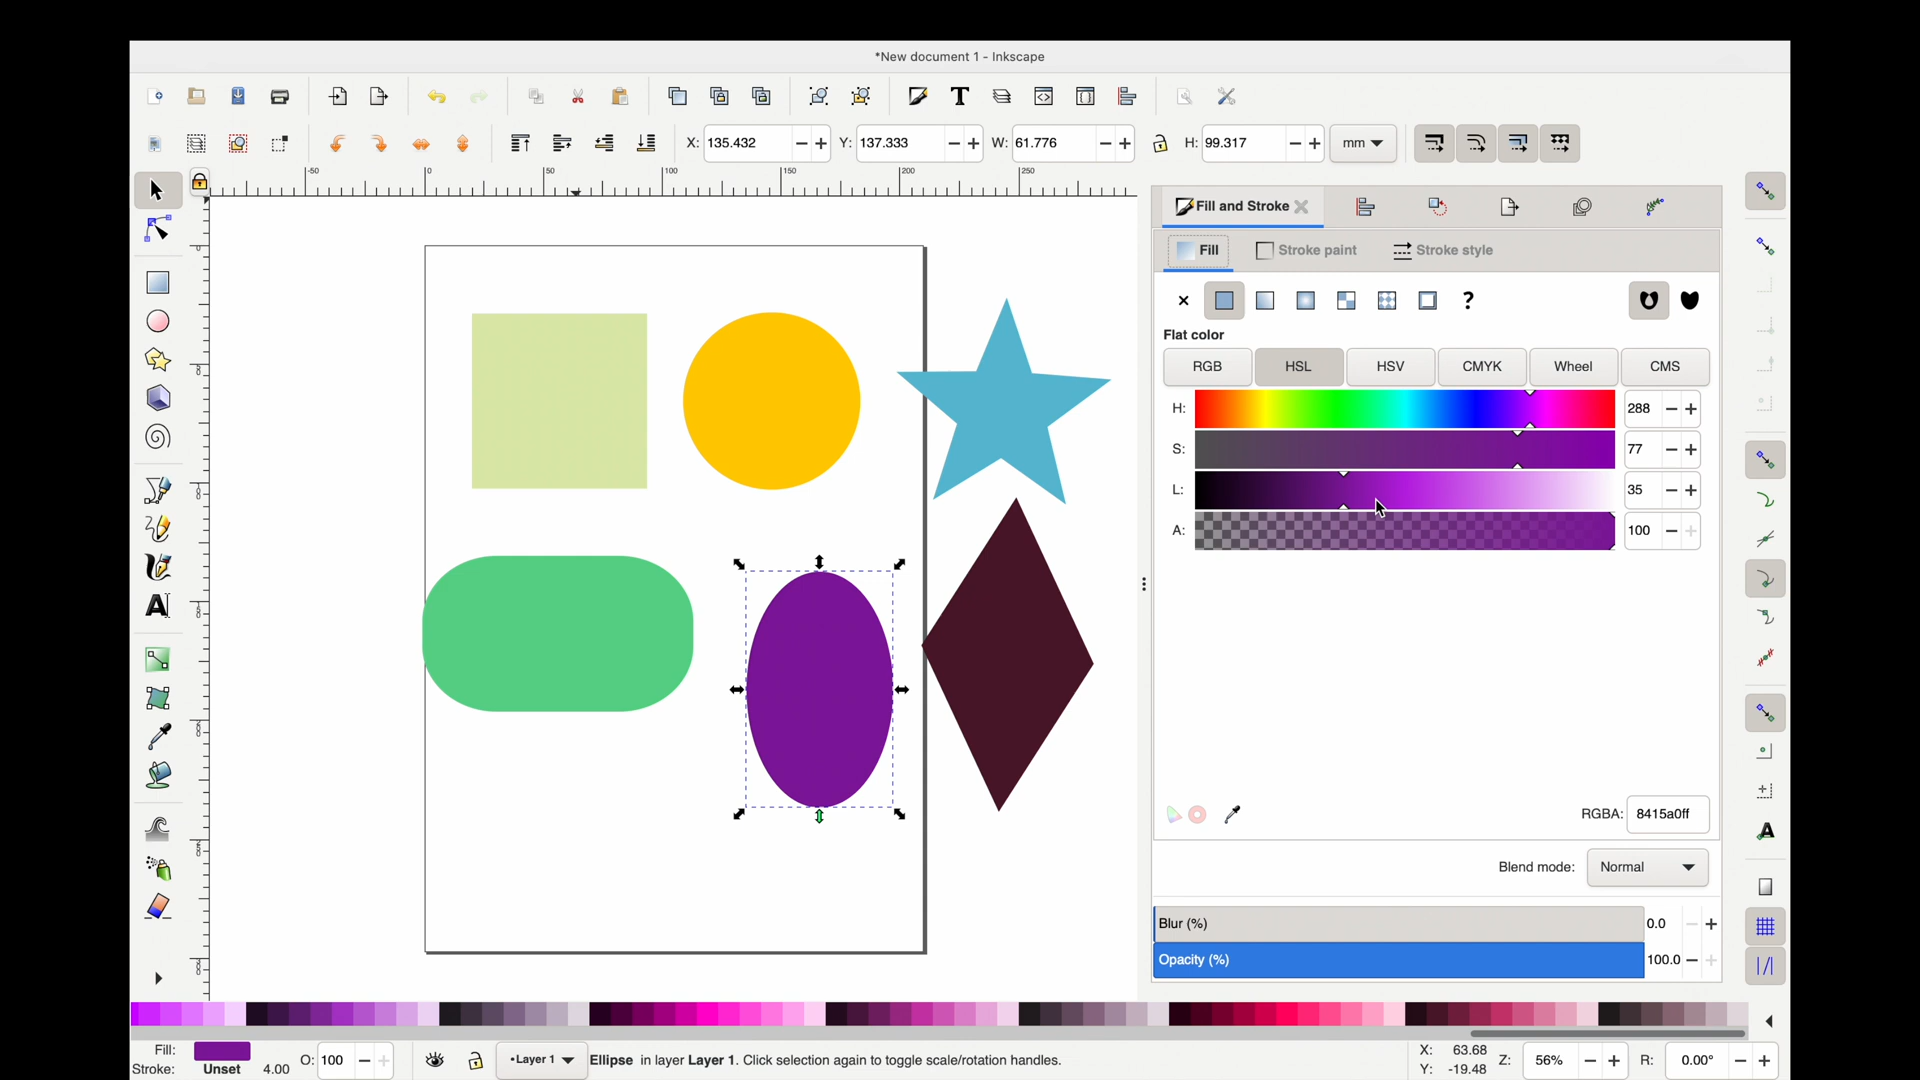 *New document 1 - Inkscape
X: 135.432 Y: 137.333 W: 61.776 H: 99.317 mm
-50 0 50 100 150 200 250
Fill and Stroke
Fill Stroke paint Stroke style
?
Flat color
RGB HSL HSV CMYK Wheel CMS
H: 288
S: 77
L: 35
A: 100
RGBA: 8415a0ff
Blend mode: Normal
Blur (%) 0.0
Opacity (%) 100.0
Fill:
Stroke: Unset 4.00
O: 100
•Layer 1
Ellipse in layer Layer 1. Click selection again to toggle scale/rotation handles.
X: 63.68
Y: -19.48
Z: 56%
R: 0.00°